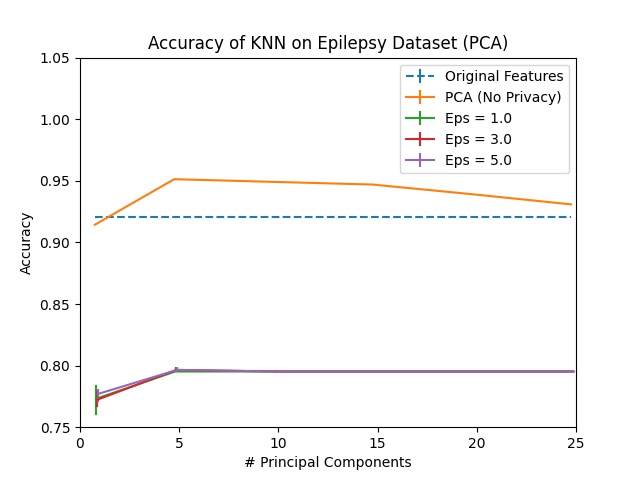 Accuracy of KNN on Epilepsy Dataset (PCA)
1.05
1.00
0.95
0.90
0.85
0.80
0.75
Accuracy
Original Features
PCA (No Privacy)
Eps = 1.0
Eps = 3.0
Eps = 5.0
0 5 10 15 20 25
# Principal Components